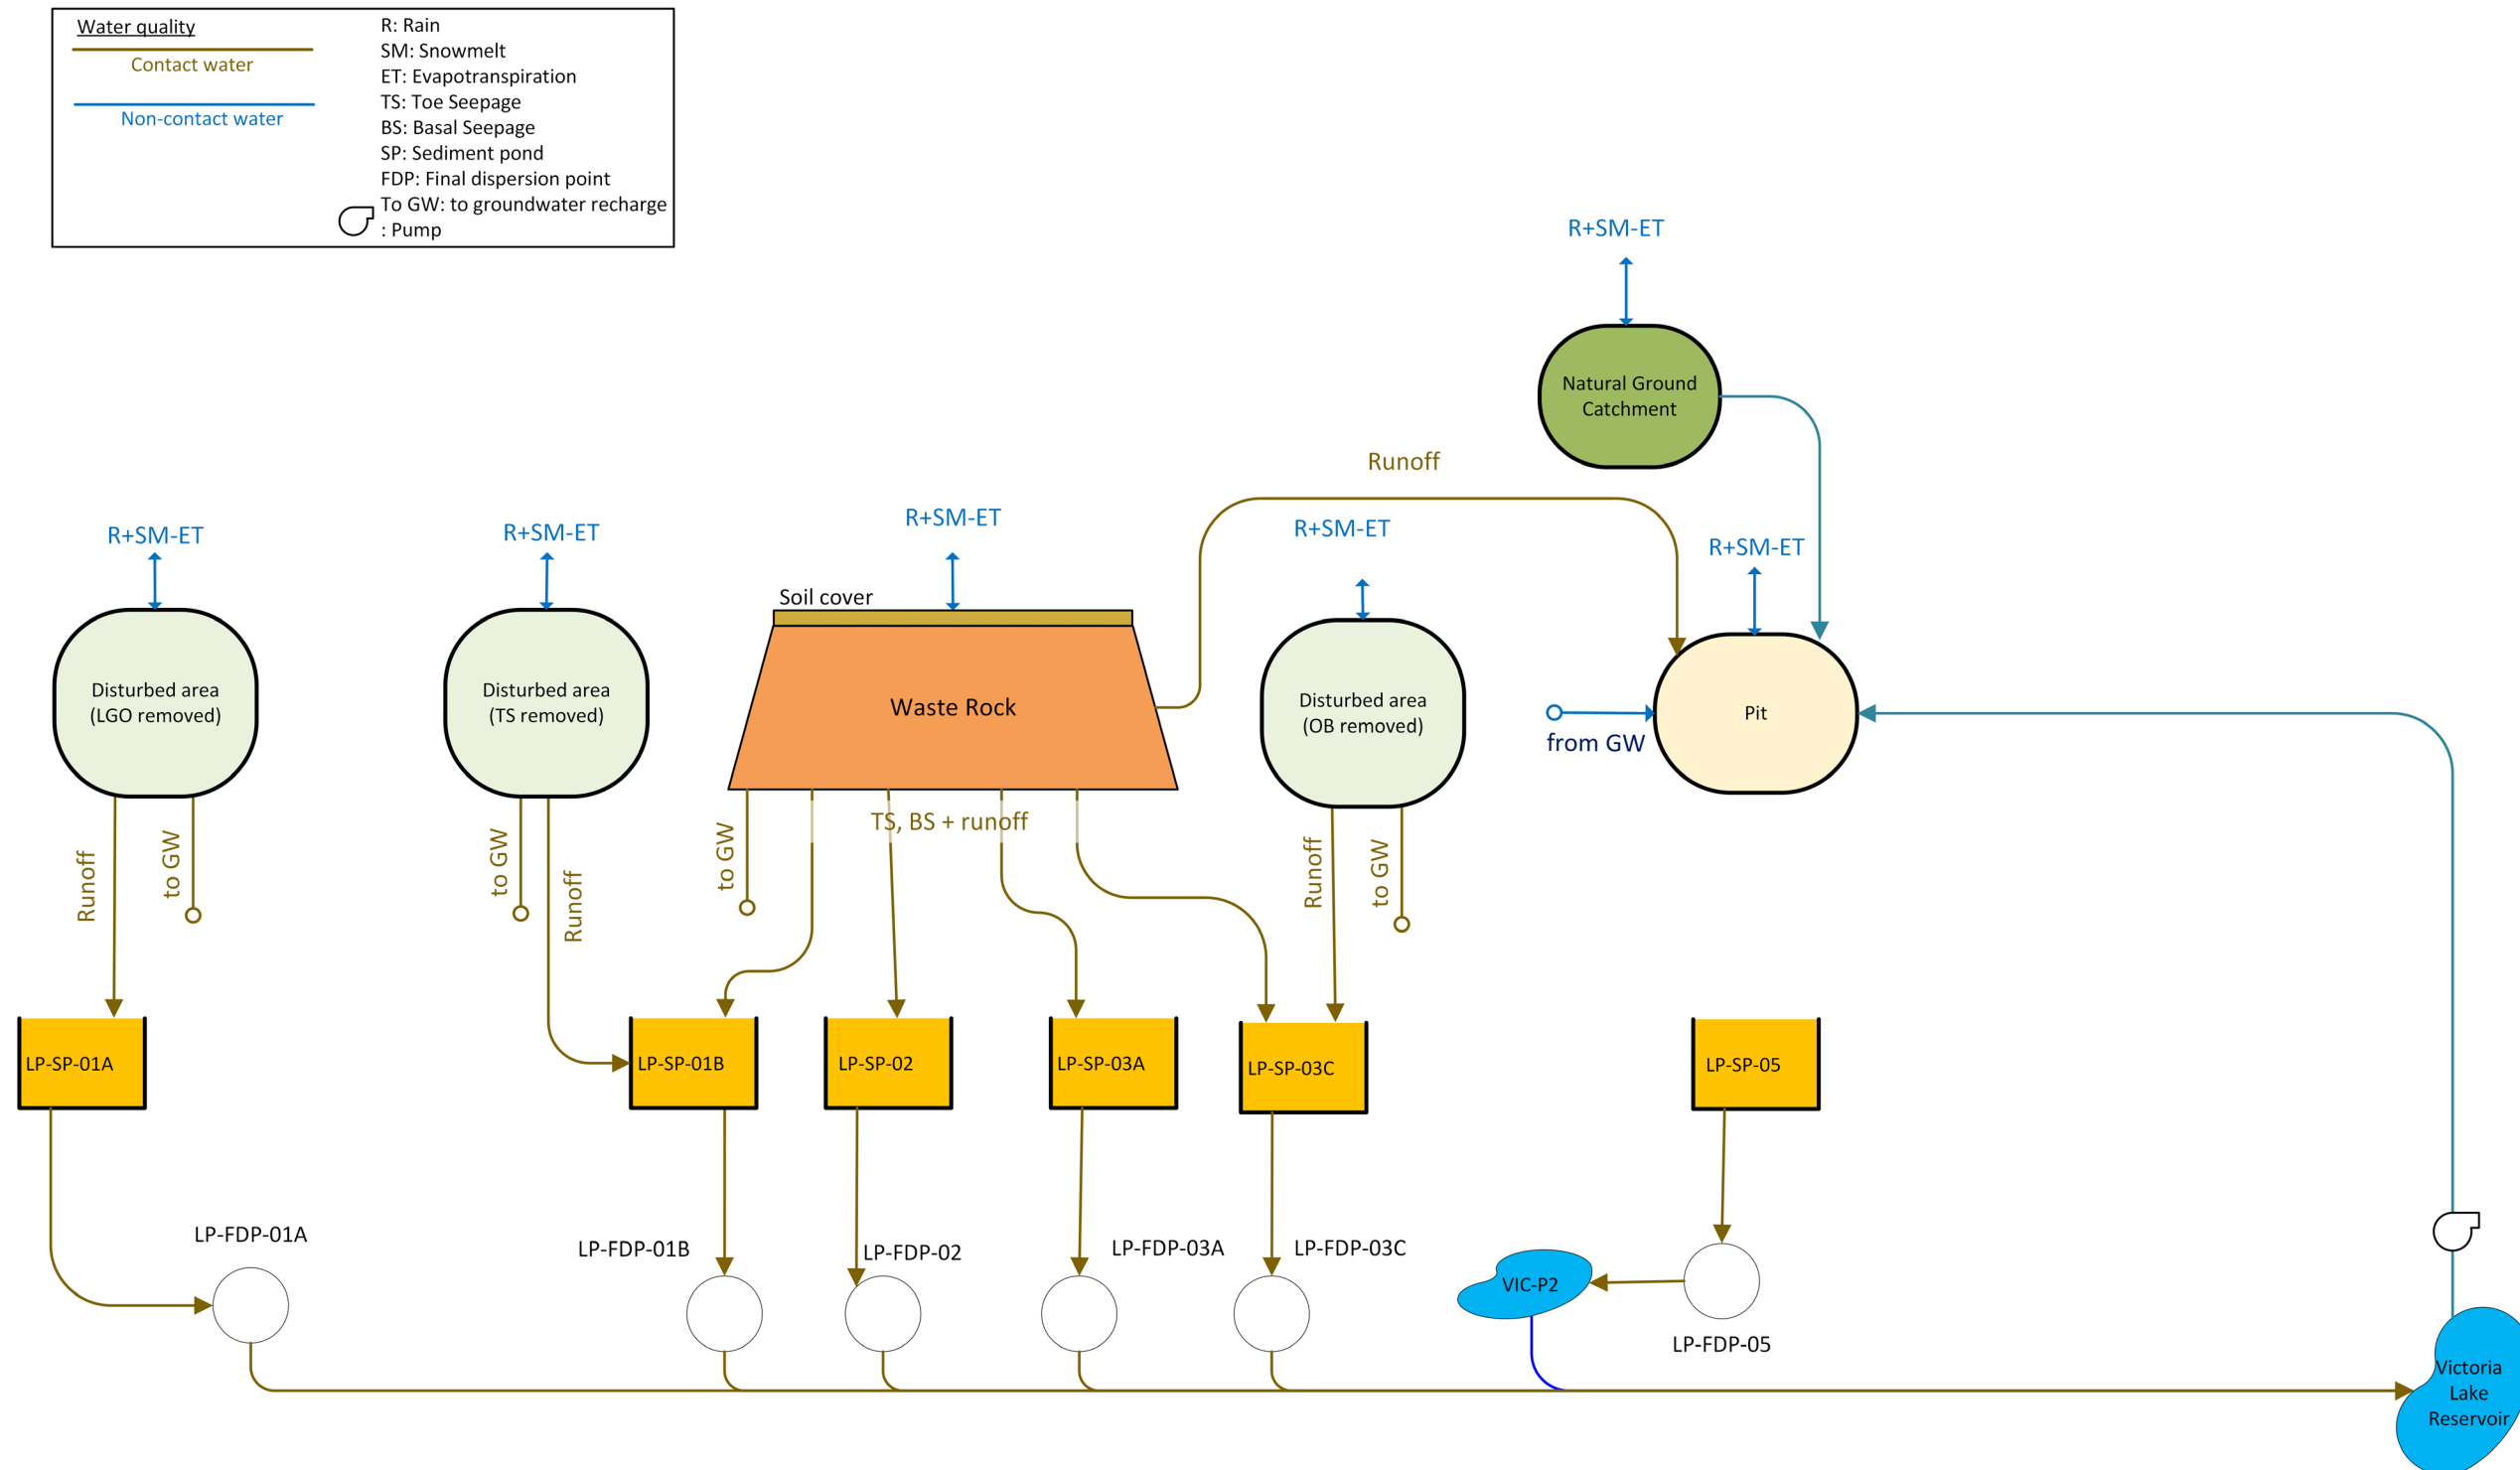 Water quality
Contact water
Non-contact water
R: Rain
SM: Snowmelt
ET: Evapotranspiration
TS: Toe Seepage
BS: Basal Seepage
SP: Sediment pond
FDP: Final dispersion point
To GW: to groundwater recharge
: Pump
R+SM-ET
Natural Ground
Catchment
Runoff
R+SM-ET
R+SM-ET
R+SM-ET
R+SM-ET
R+SM-ET
Soil cover
Disturbed area
(LGO removed)
Disturbed area
(TS removed)
Waste Rock
Disturbed area
(OB removed)
Pit
from GW
TS, BS + runoff
Runoff
to GW
to GW
Runoff
to GW
Runoff
to GW
LP-SP-01A
LP-SP-01B
LP-SP-02
LP-SP-03A
LP-SP-03C
LP-SP-05
LP-FDP-01A
LP-FDP-01B
LP-FDP-02
LP-FDP-03A
LP-FDP-03C
VIC-P2
LP-FDP-05
Victoria
Lake
Reservoir